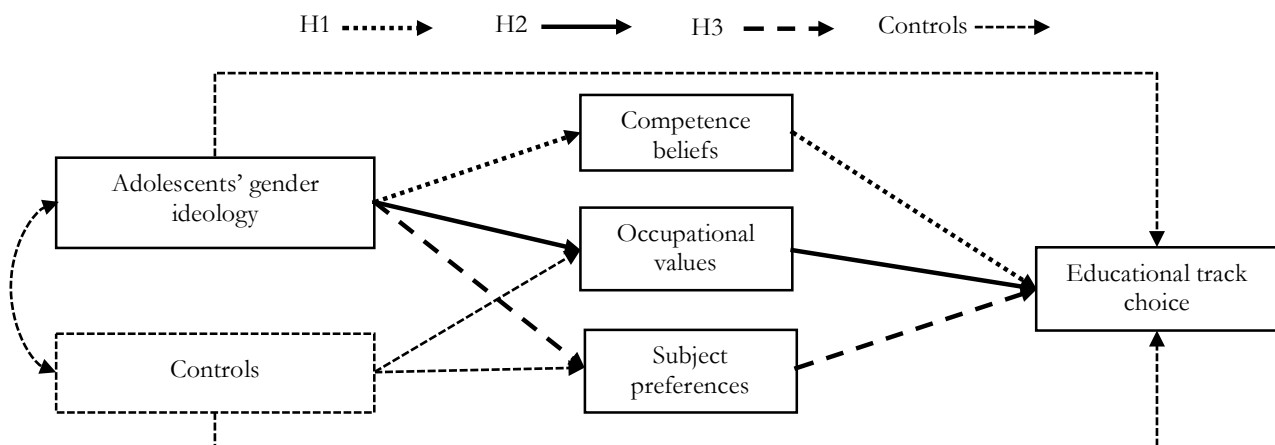 H1 H2 H3 Controls
Competence
beliefs
Adolescents’ gender
ideology
Occupational
values
Educational track
choice
Controls
Subject
preferences